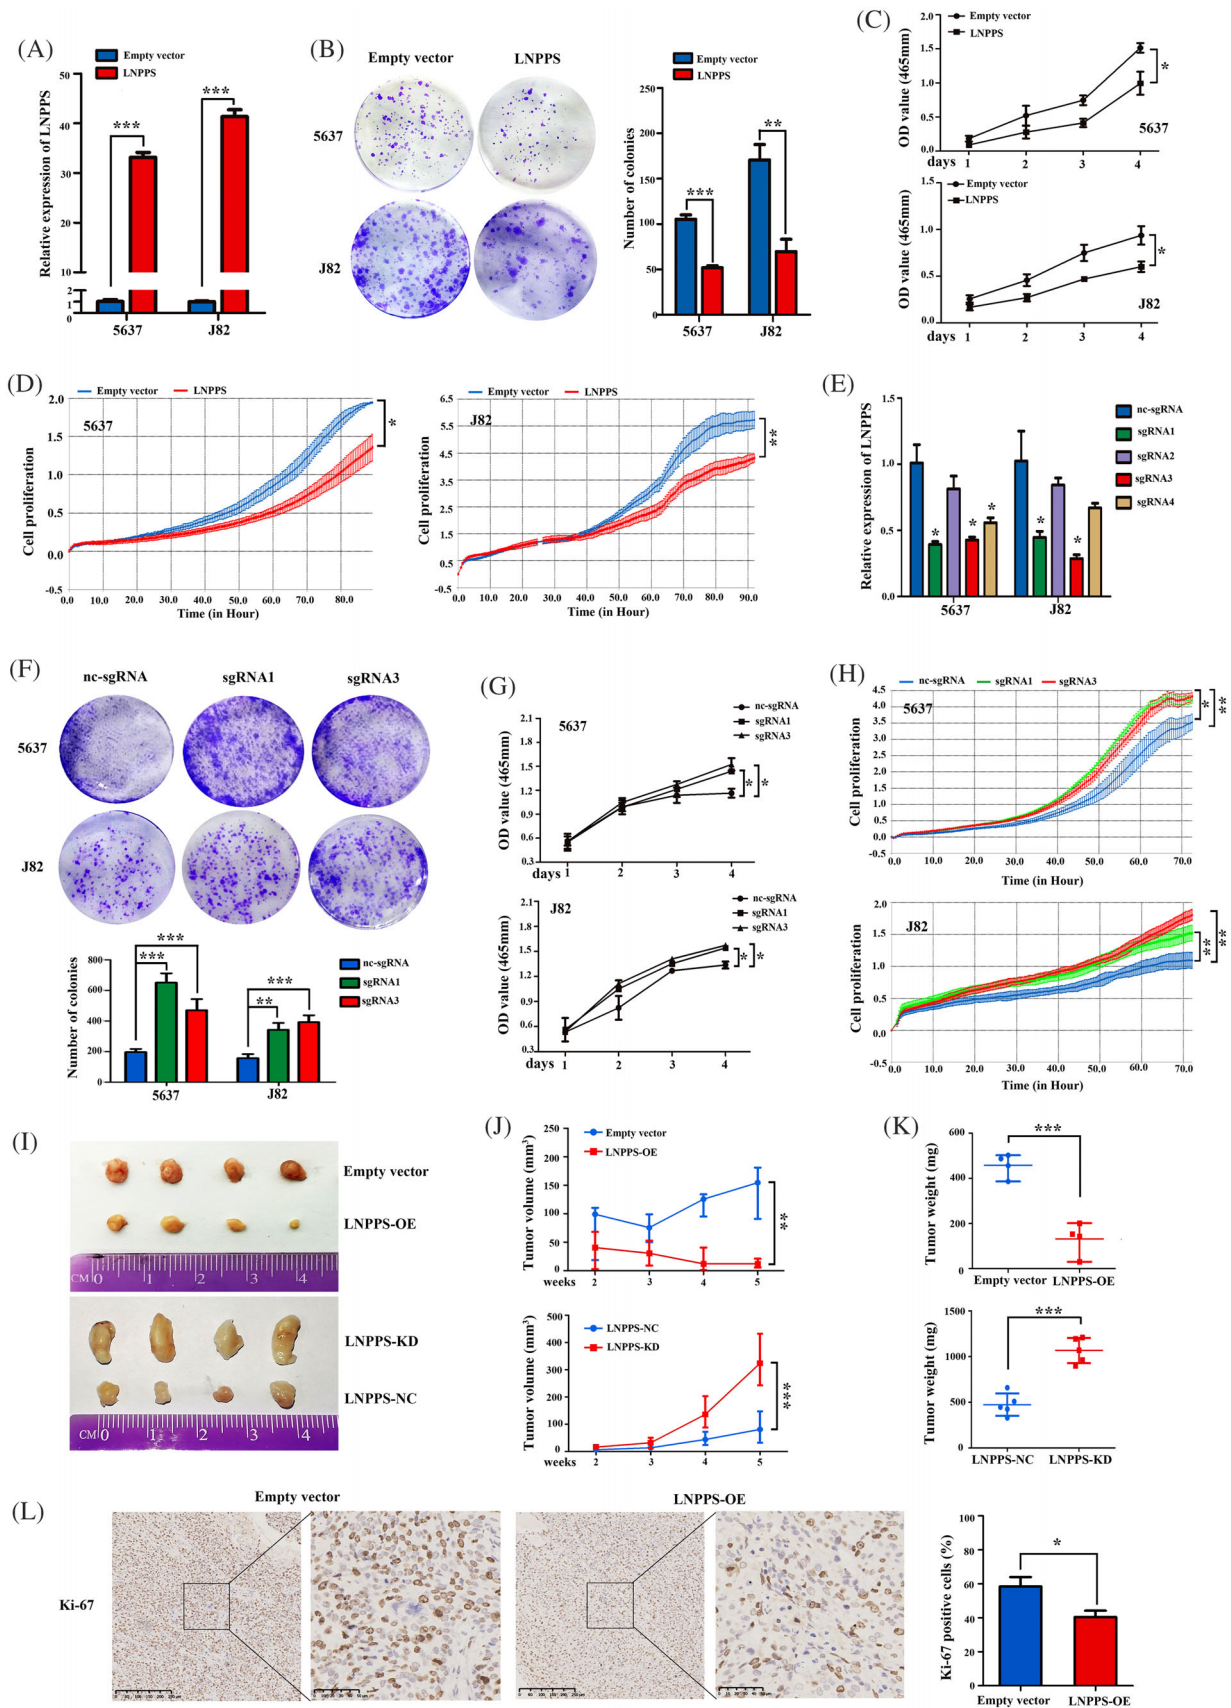 (A)
Empty vector
LNPPS
Relative expression of LNPPS
50
40
30
20
10
2
1
0
***
***
5637
J82
(B)
Empty vector
LNPPS
5637
J82
Empty vector
LNPPS
Number of colonies
250
200
150
100
50
0
***
**
5637
J82
(C)
Empty vector
LNPPS
OD value (465mm)
2.0
1.5
1.0
0.5
0.0
*
5637
days 1 2 3 4
Empty vector
LNPPS
OD value (465mm)
1.5
1.0
0.5
0.0
*
J82
days 1 2 3 4
(D)
Empty vector LNPPS
5637
Cell proliferation
2.0
1.5
1.0
0.5
0.0
-0.5
*
0.0 10.0 20.0 30.0 40.0 50.0 60.0 70.0 80.0
Time (in Hour)
Empty vector LNPPS
J82
Cell proliferation
6.5
5.5
4.5
3.5
2.5
1.5
0.5
-0.5
**
0.0 10.0 20.0 30.0 40.0 50.0 60.0 70.0 80.0 90.0
Time (in Hour)
(E)
Relative expression of LNPPS
1.5
1.0
0.5
0.0
* * *
* *
5637
J82
nc-sgRNA
sgRNA1
sgRNA2
sgRNA3
sgRNA4
(F)
nc-sgRNA sgRNA1 sgRNA3
5637
J82
Number of colonies
800
600
400
200
0
***
***
***
**
5637
J82
nc-sgRNA
sgRNA1
sgRNA3
(G)
5637
nc-sgRNA
sgRNA1
sgRNA3
OD value (465mm)
2.1
1.8
1.5
1.2
0.9
0.6
0.3
* *
days 1 2 3 4
J82
nc-sgRNA
sgRNA1
sgRNA3
OD value (465mm)
2.1
1.8
1.5
1.2
0.9
0.6
0.3
* *
days 1 2 3 4
(H)
nc-sgRNA sgRNA1 sgRNA3
5637
Cell proliferation
4.5
4.0
3.5
3.0
2.5
2.0
1.5
1.0
0.5
0.0
-0.5
* **
0.0 10.0 20.0 30.0 40.0 50.0 60.0 70.0
Time (in Hour)
J82
Cell proliferation
2.0
1.5
1.0
0.5
0.0
-0.5
** **
0.0 10.0 20.0 30.0 40.0 50.0 60.0 70.0
Time (in Hour)
(I)
Empty vector
LNPPS-OE
CM 0 1 2 3 4
LNPPS-KD
LNPPS-NC
CM 0 1 2 3 4
(J)
Empty vector
LNPPS-OE
Tumor volume (mm³)
250
200
150
100
50
0
***
weeks 2 3 4 5
LNPPS-NC
LNPPS-KD
Tumor volume (mm³)
500
400
300
200
100
0
***
weeks 2 3 4 5
(K)
Tumor weight (mg)
600
400
200
0
***
Empty vector LNPPS-OE
Tumor weight (mg)
1500
1000
500
0
***
LNPPS-NC LNPPS-KD
(L)
Empty vector
LNPPS-OE
Ki-67
Ki-67 positive cells (%)
100
80
60
40
20
0
*
Empty vector LNPPS-OE